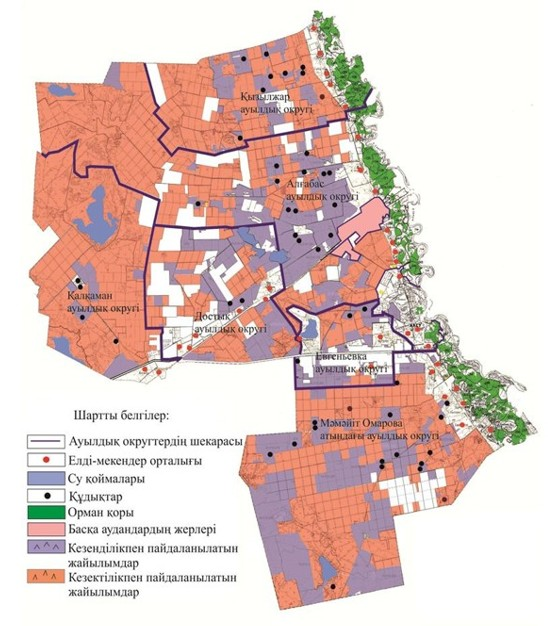 Қызылжар
ауылдық округі
Алғабас
ауылдық округі
Қалқаман
ауылдық округі
Достық
ауылдық округі
АКСУ
Евгеньевка
ауылдық округі
Мәмәйіт Омарова
атындағы ауылдық округі
Шартты белгілер:
Ауылдық округтердің шекарасы
Елді-мекендер орталығы
Су қоймалары
Құдықтар
Орман қоры
Басқа аудандардың жерлері
Кезеңділікпен пайдаланылатын
жайылымдар
Кезектілікпен пайдаланылатын
жайылымдар